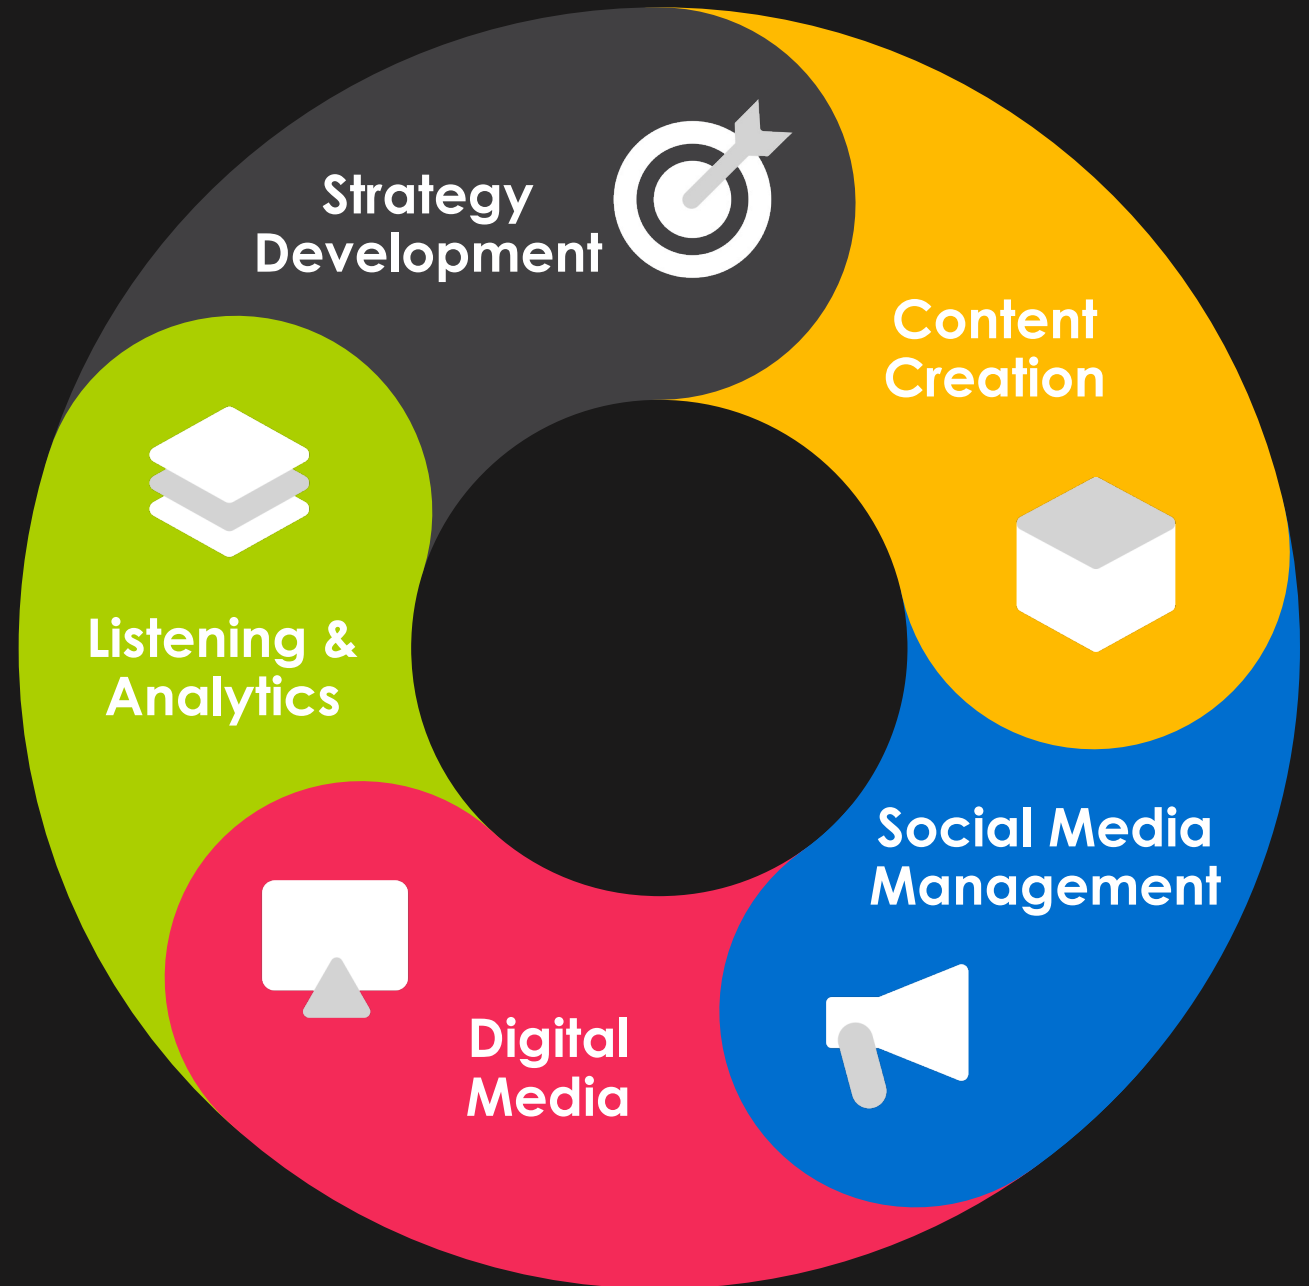 Strategy
Development
Content
Creation
Social Media
Management
Digital
Media
Listening &
Analytics